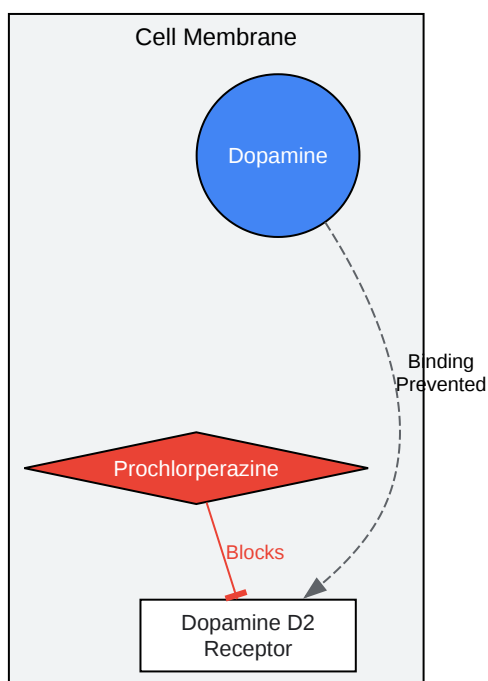 Cell Membrane
Dopamine
Binding
Prevented
Prochlorperazine
Blocks
Dopamine D2
Receptor